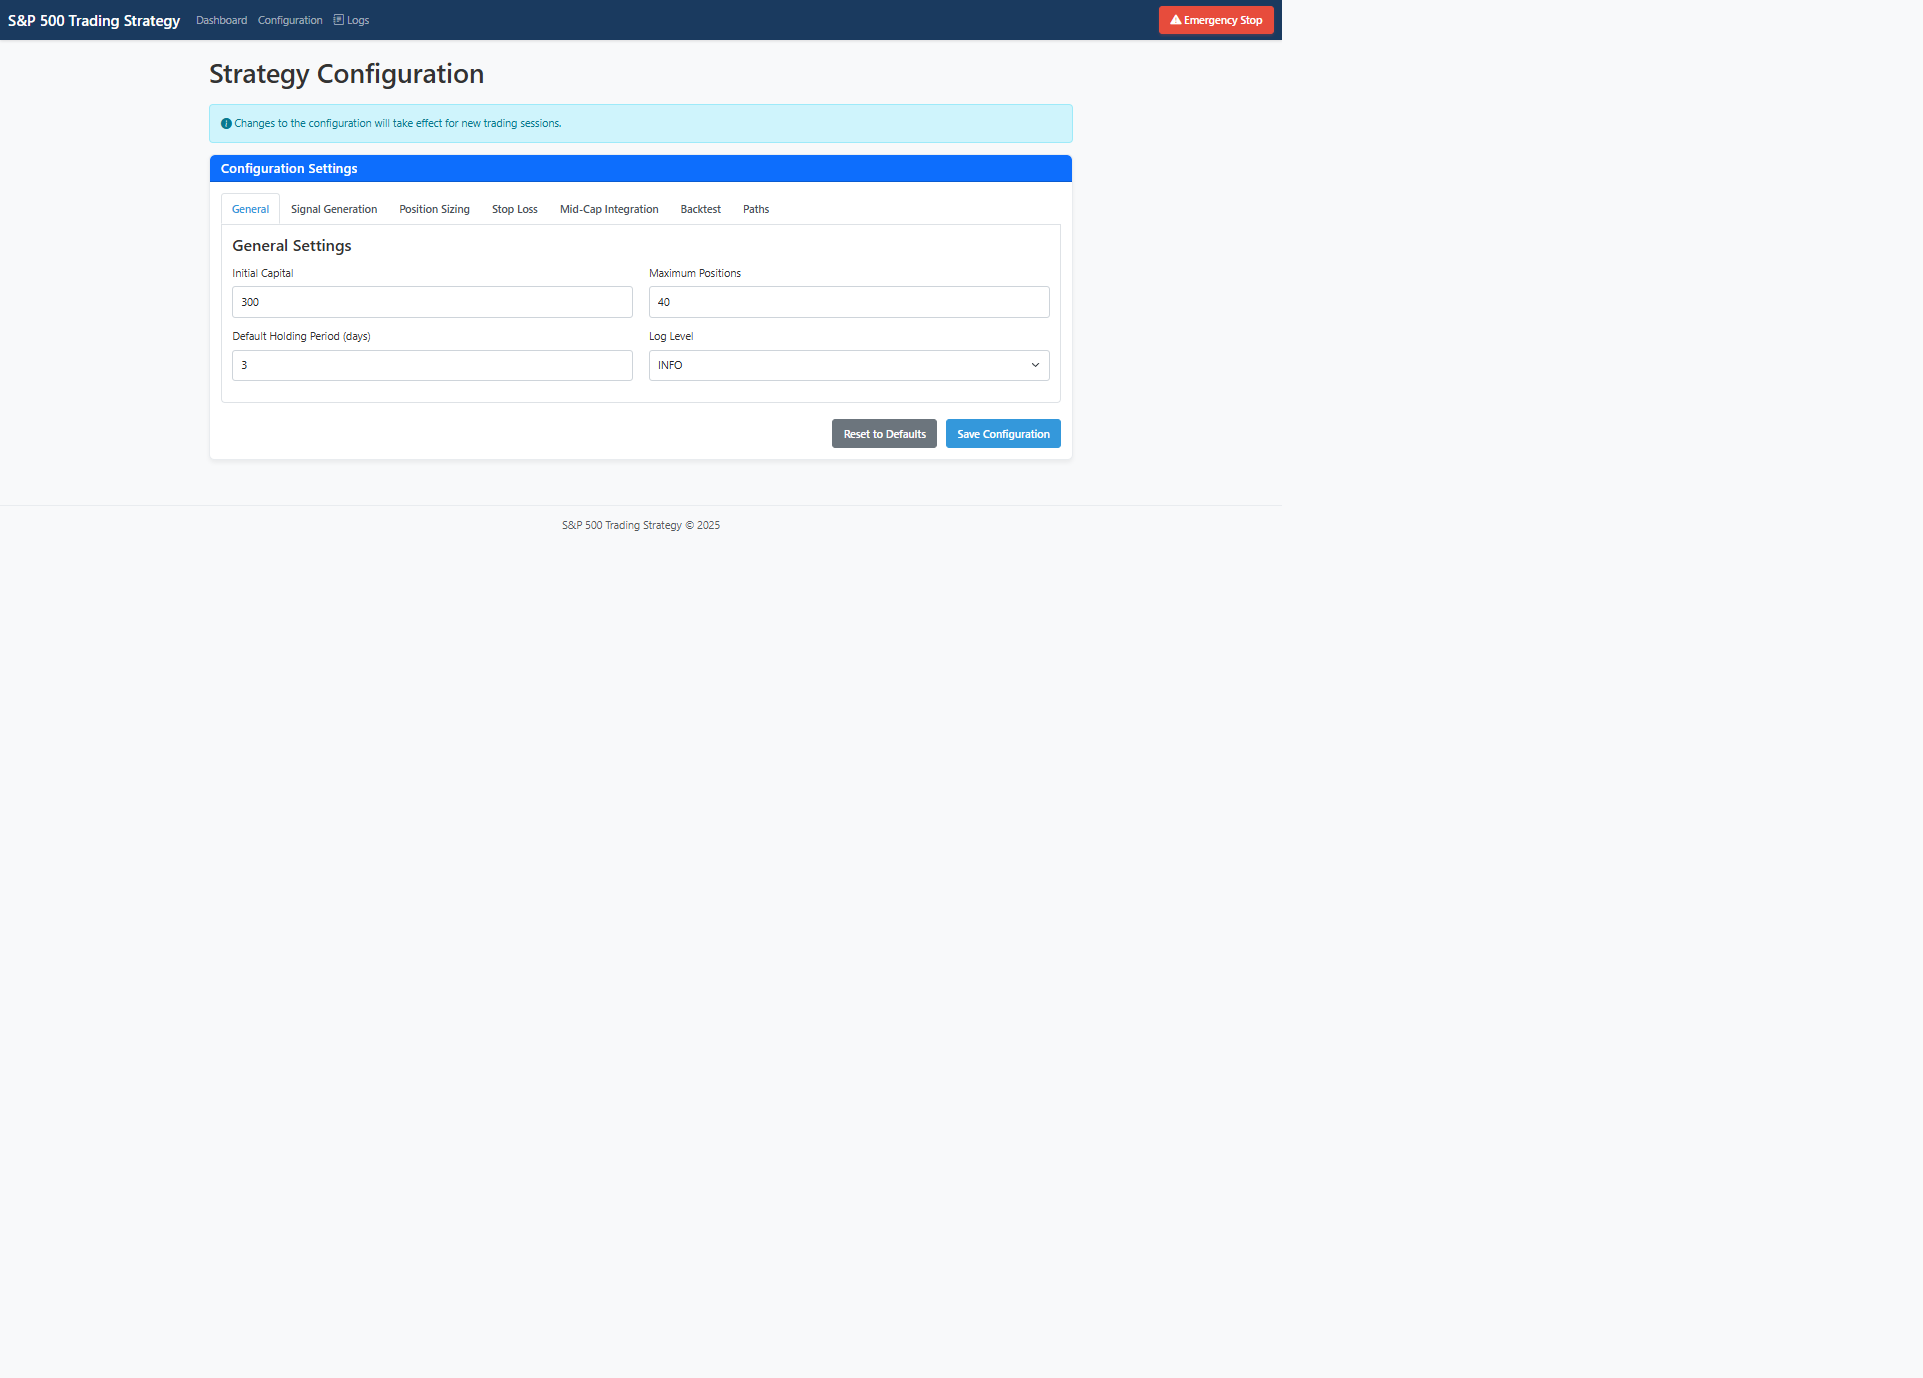 S&P 500 Trading Strategy Dashboard Configuration Logs Emergency Stop
Strategy Configuration
Changes to the configuration will take effect for new trading sessions.
Configuration Settings
General Signal Generation Position Sizing Stop Loss Mid-Cap Integration Backtest Paths
General Settings
Initial Capital Maximum Positions
300 40
Default Holding Period (days) Log Level
3 INFO
Reset to Defaults Save Configuration
S&P 500 Trading Strategy © 2025